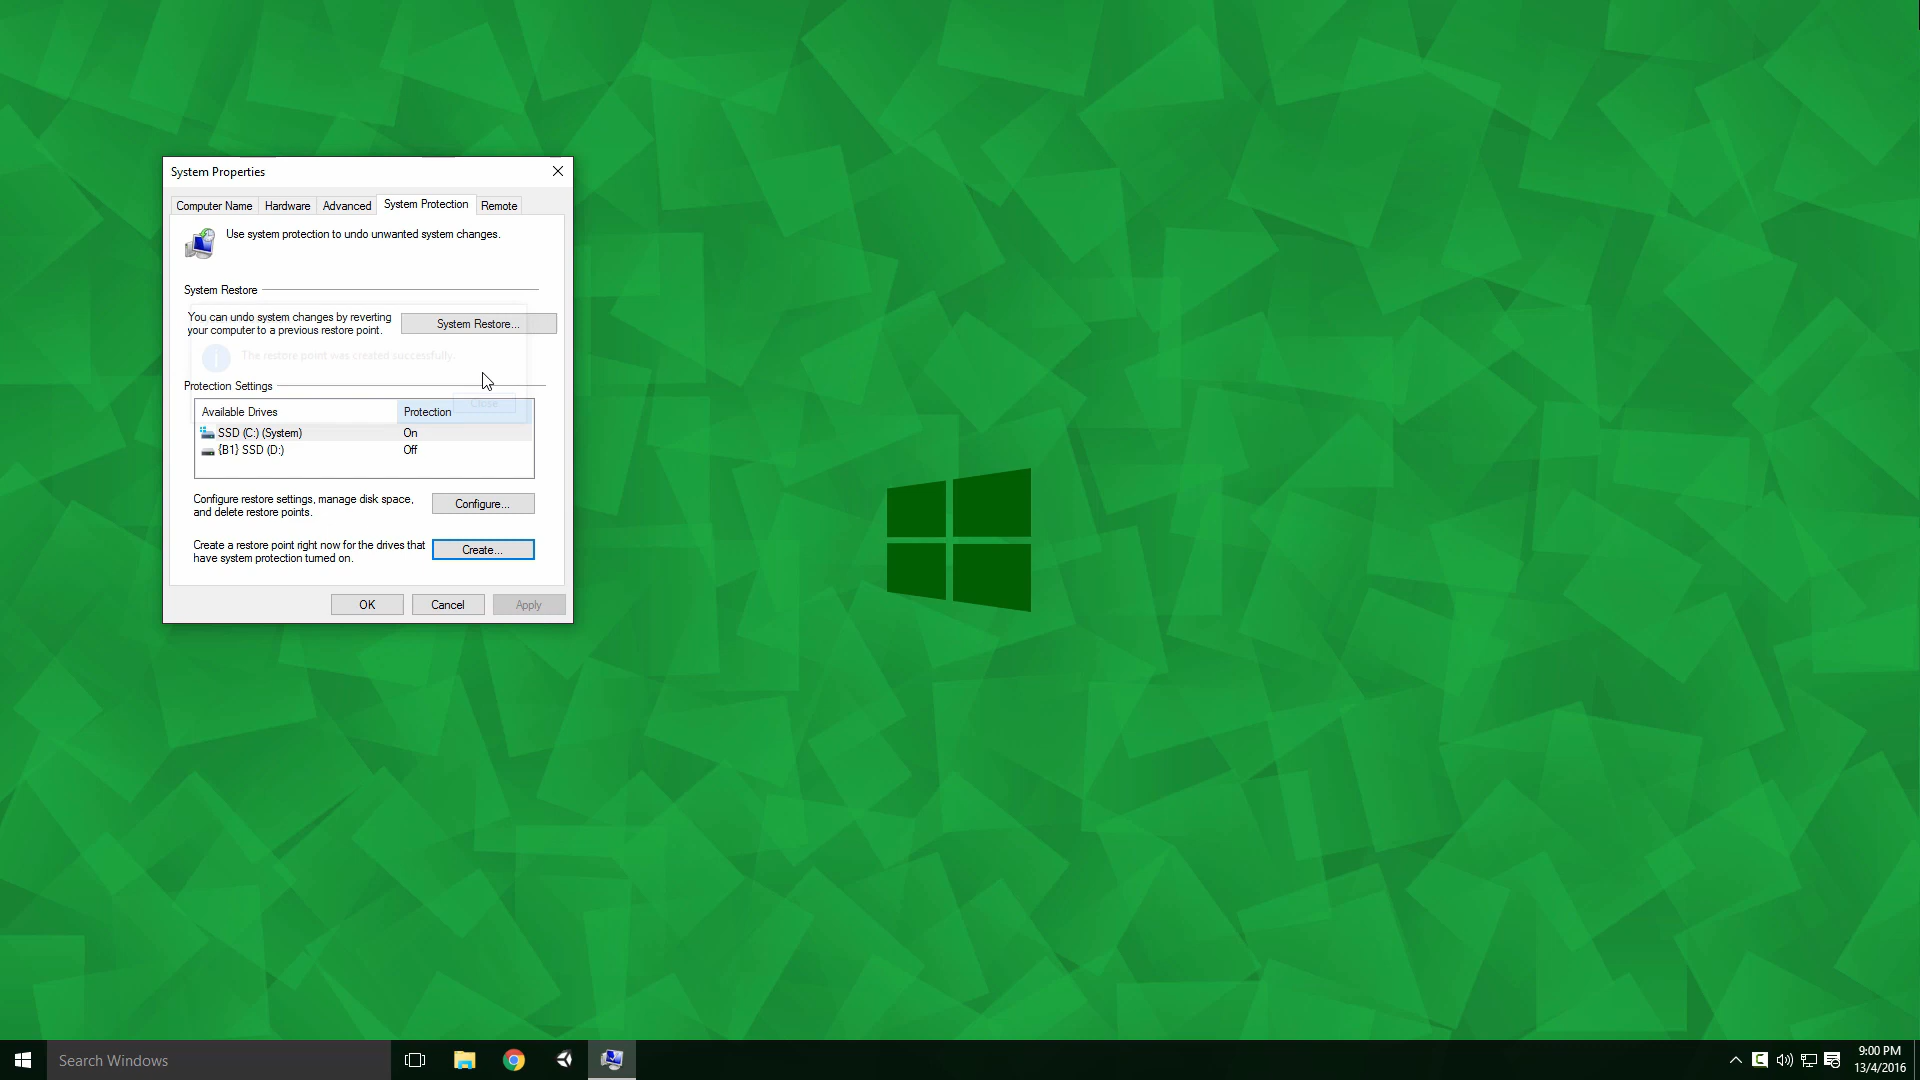 System Properties
Computer Name
Hardware
Advanced
System Protection
Remote
Use system protection to undo unwanted system changes.
System Restore
You can undo system changes by reverting
your computer to a previous restore point.
System Restore...
The restore point was created successfully.
Protection Settings
Close
Available Drives
Protection
SSD (C:) (System)
On
{B1} SSD (D:)
Off
Configure restore settings, manage disk space,
and delete restore points.
Configure...
Create a restore point right now for the drives that
have system protection turned on.
Create...
OK
Cancel
Apply
Search Windows
9:00 PM
13/4/2016